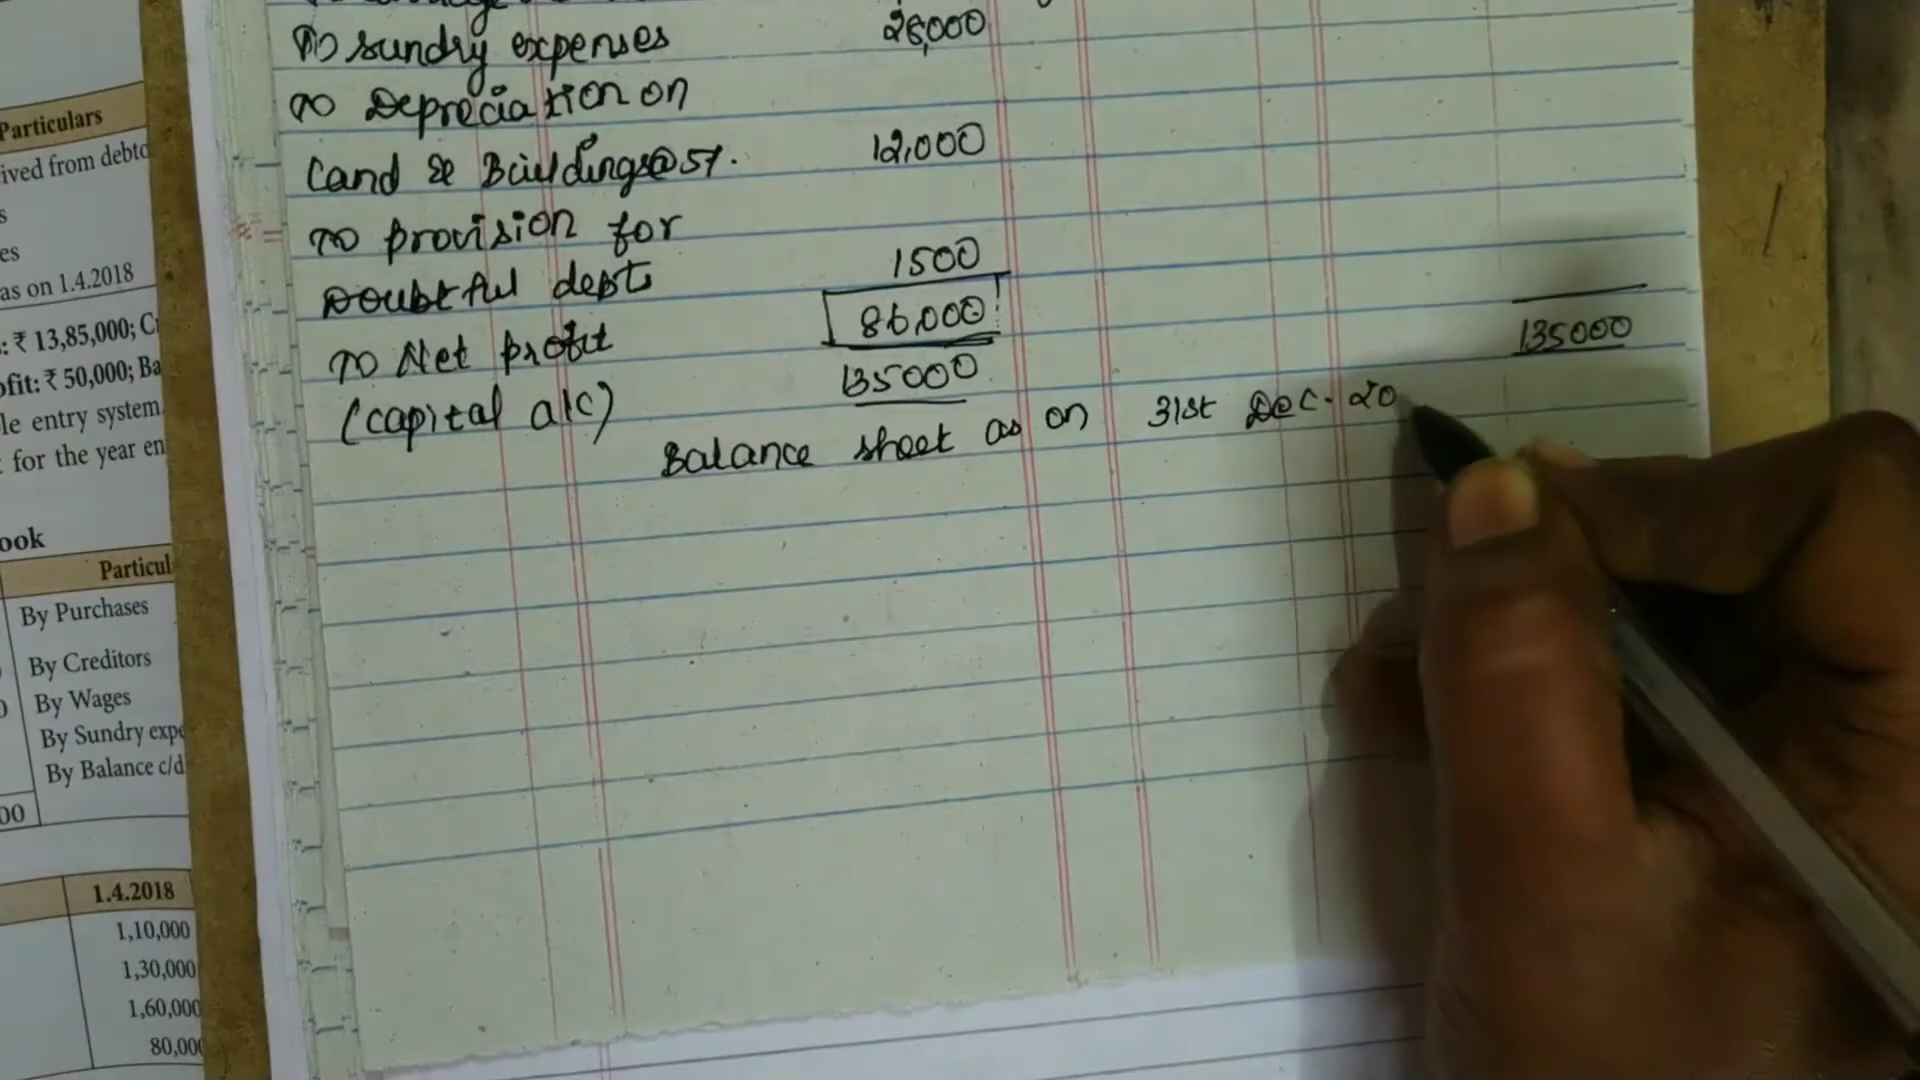 To sundry expenses 28,000
To Depreciation on
Land & Buildings@5%. 12,000
To provision for
Doubtful debts 1500
To Net profit 86,000 135000
(capital a/c) 135000
Balance sheet as on 31st Dec. 20
Particulars
ived from debto
s
es
as on 1.4.2018
: ₹ 13,85,000; C
ofit: ₹ 50,000; Ba
le entry system
for the year en
ook
Particul
By Purchases
By Creditors
By Wages
By Sundry expe
By Balance c/d
00
1.4.2018
1,10,000
1,30,000
1,60,000
80,000